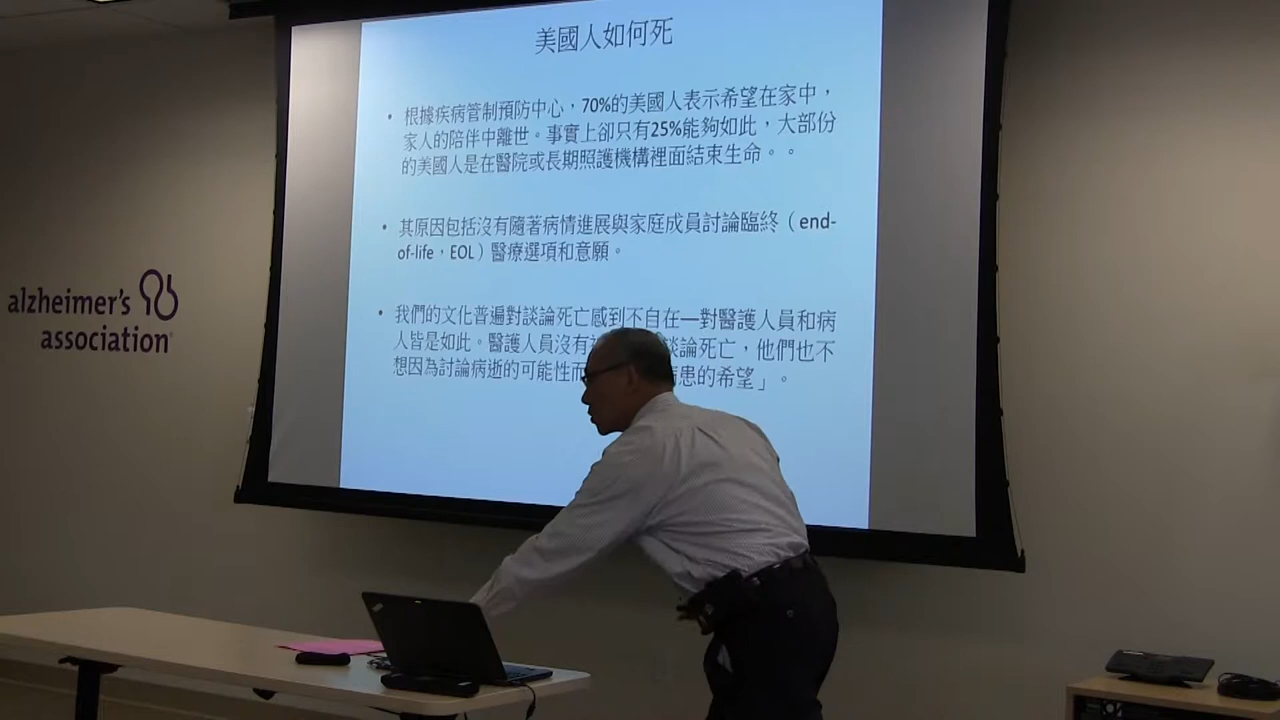 美國人如何死
• 根據疾病管制預防中心，70%的美國人表示希望在家中，
家人的陪伴中離世。事實上卻只有25%能夠如此，大部份
的美國人是在醫院或長期照護機構裡面結束生命。。
• 其原因包括沒有隨著病情進展與家庭成員討論臨終（end-
of-life，EOL）醫療選項和意願。
• 我們的文化普遍對談論死亡感到不自在—對醫護人員和病
人皆是如此。醫護人員沒有 談論死亡，他們也不
想因為討論病逝的可能性而 患的希望」。
alzheimer's
association